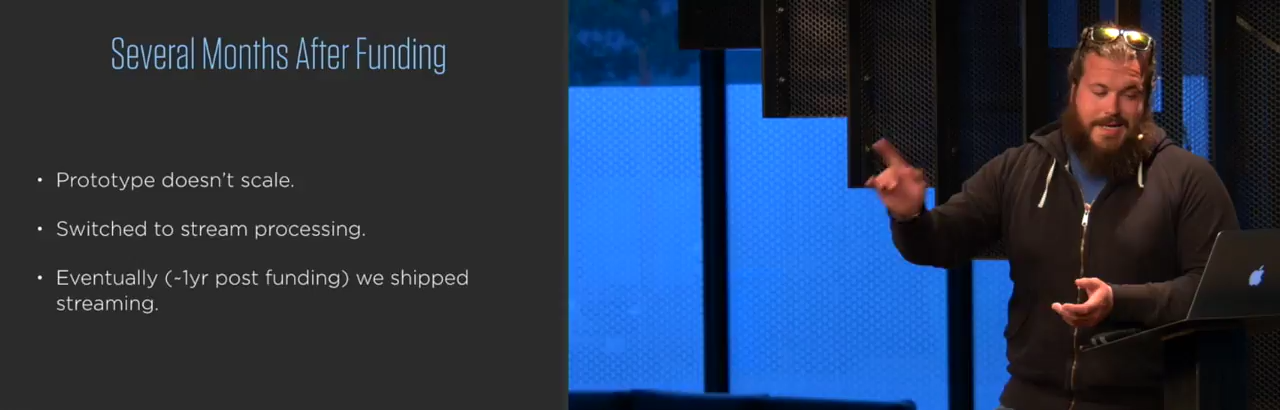 Several Months After Funding
• Prototype doesn't scale.
• Switched to stream processing.
• Eventually (~1yr post funding) we shipped
streaming.